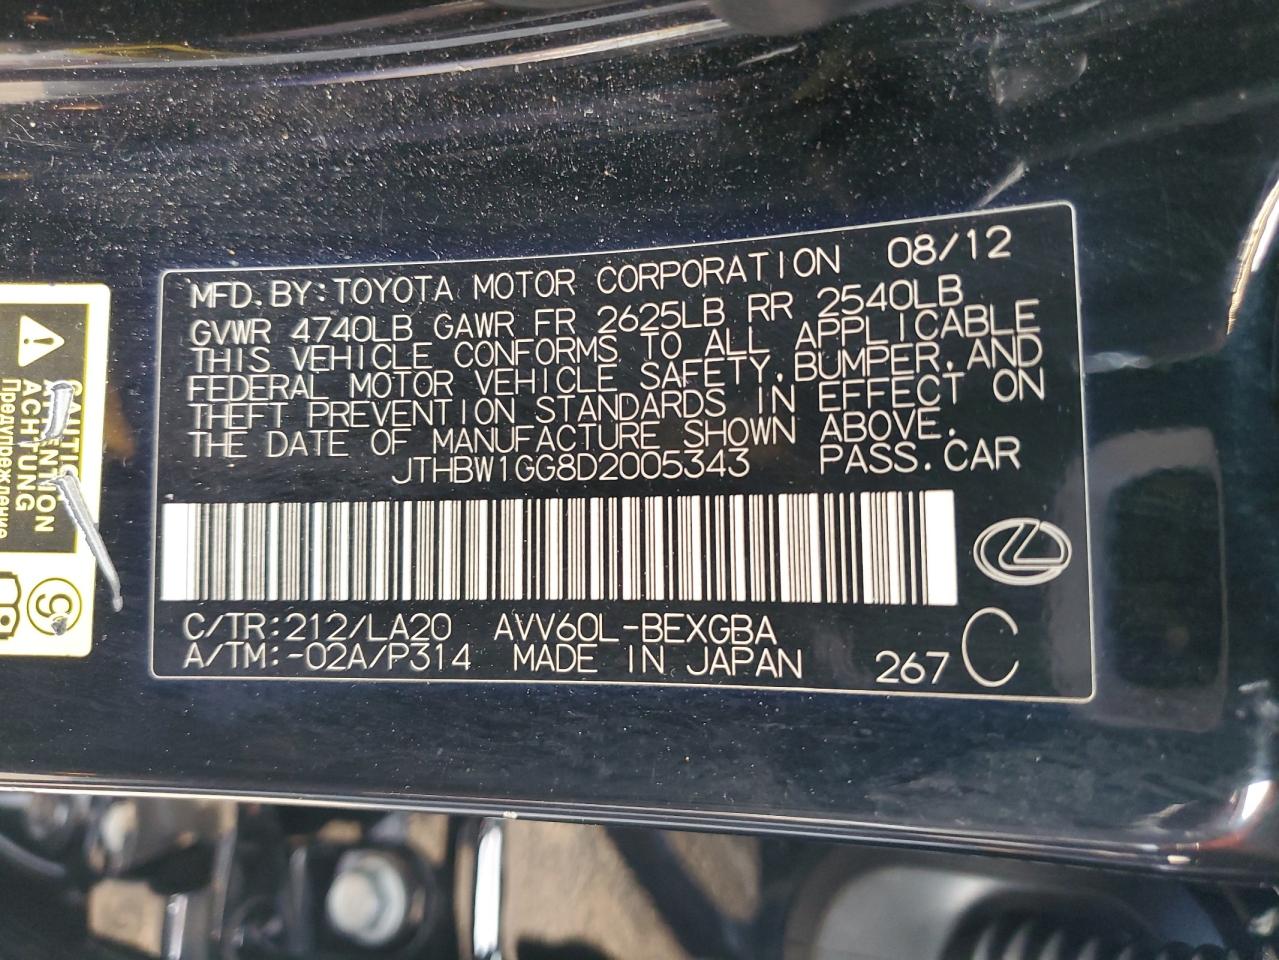 MFD. BY: TOYOTA MOTOR CORPORATION 08/12
GVWR 4740LB GAWR FR 2625LB RR 2540LB
THIS VEHICLE CONFORMS TO ALL APPLICABLE
FEDERAL MOTOR VEHICLE SAFETY, BUMPER, AND
THEFT PREVENTION STANDARDS IN EFFECT ON
THE DATE OF MANUFACTURE SHOWN ABOVE.
JTHBW1GG8D2005343 PASS. CAR
C/TR: 212/LA20 AVV60L-BEXGBA
A/TM: -02A/P314 MADE IN JAPAN 267 C
CAUTION
ATTENTION
ACHTUNG
Предупреждение